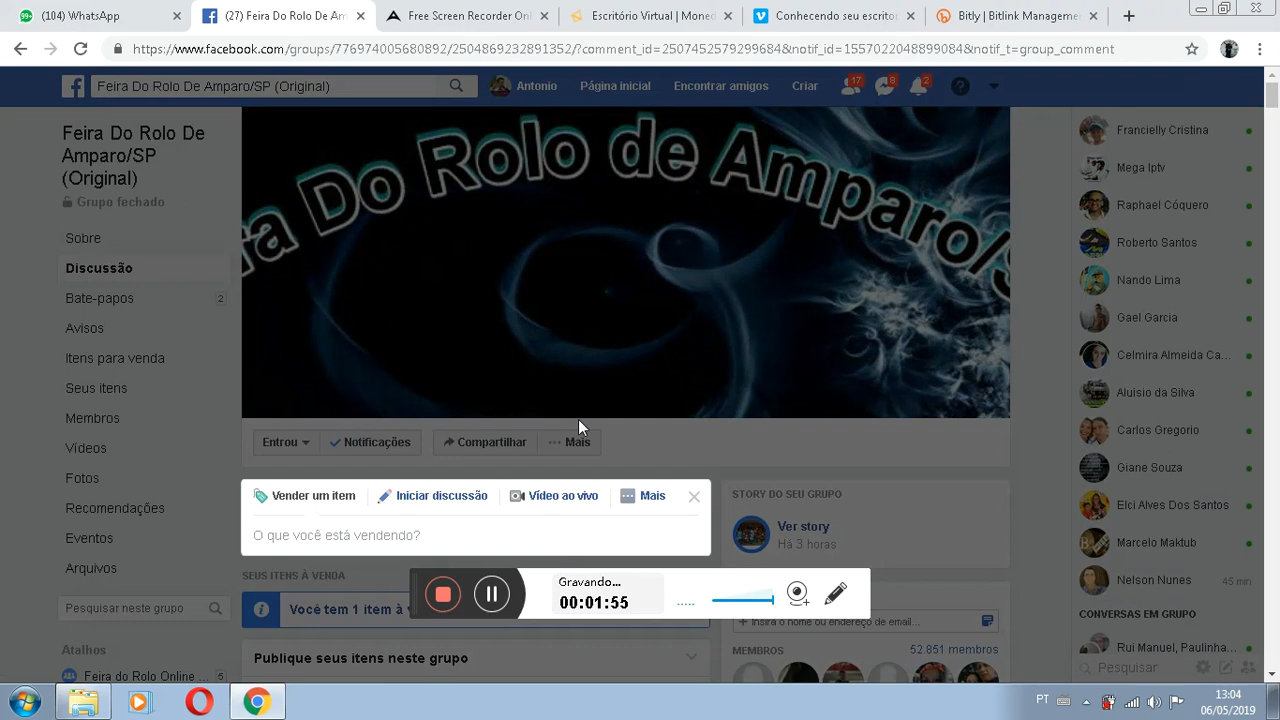 (10) WhatsApp
(27) Feira Do Rolo De Am
Free Screen Recorder Onl
Escritório Virtual | Moned
Conhecendo seu escritor
Bitly | Bitlink Manageme
https://www.facebook.com/groups/776974005680892/2504869232891352/?comment_id=2507452579299684&notif_id=1557022048899084&notif_t=group_comment
Feira Do Rolo De Amparo/SP (Original)
Antonio
Página inicial
Encontrar amigos
Criar
17
8
2
Feira Do Rolo De
Amparo/SP
(Original)
Grupo fechado
Sobre
Discussão
Bate-papos 2
Avisos
Itens para venda
Seus itens
Membros
Vídeos
Fotos
Recomendações
Eventos
Arquivos
Pesquisar neste grupo
Atalhos
Feira do Rolo Online ... 5
ira Do Rolo de Amparo/S
Entrou
Notificações
Compartilhar
Mais
Vender um item
Iniciar discussão
Vídeo ao vivo
Mais
O que você está vendendo?
SEUS ITENS À VENDA
Você tem 1 item à v
Publique seus itens neste grupo
Gravando...
00:01:55
STORY DO SEU GRUPO
Ver story
Há 3 horas
Insira o nome ou endereço de email...
MEMBROS
52.851 membros
Francielly Cristina
Mega Iptv
Raphael Cóquero
Roberto Santos
Nando Lima
Gael Garcia
Celmira Almeida Ca...
Aluisio da Silva
Carlos Gregorio
Giane Souza
Elci Alves Dos Santos
Marcelo Maktub
Nelson Nunes 45 min
CONVERSAS EM GRUPO
Rui Manuel, Paulinha...
Pesquisar
PT
13:04
06/05/2019